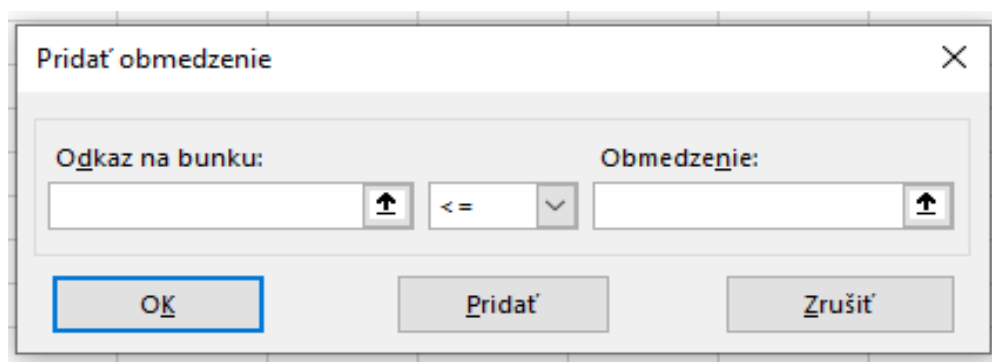 Pridať obmedzenie
Odkaz na bunku: Obmedzenie:
<=
OK Pridať Zrušiť